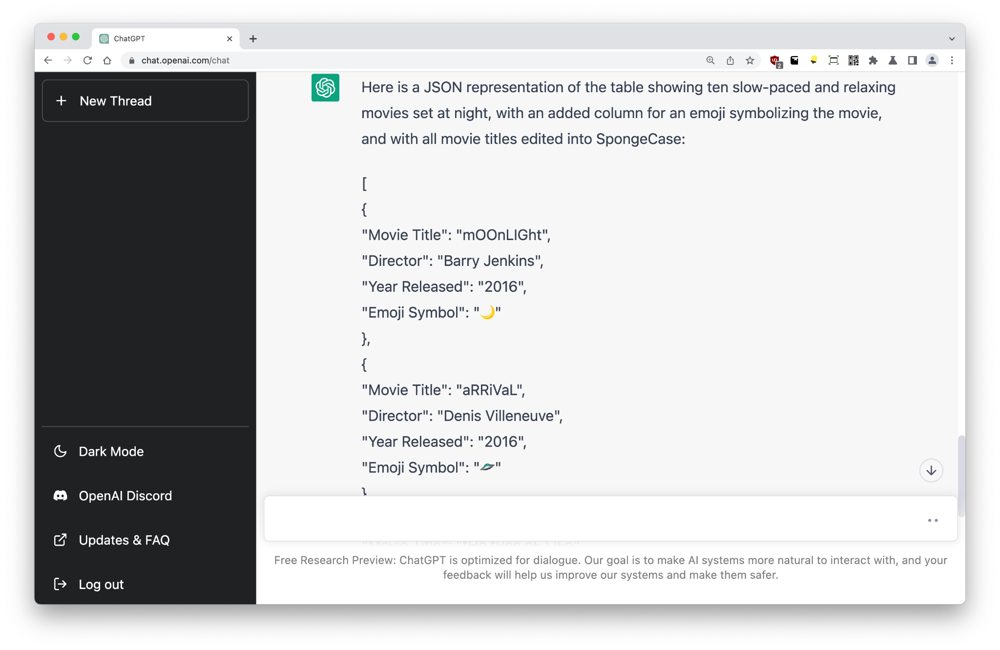 ChatGPT
chat.openai.com/chat
2
New Thread
Here is a JSON representation of the table showing ten slow-paced and relaxing
movies set at night, with an added column for an emoji symbolizing the movie,
and with all movie titles edited into SpongeCase:
[
{
"Movie Title": "mOOnLIGht",
"Director": "Barry Jenkins",
"Year Released": "2016",
"Emoji Symbol": "🌙"
},
{
"Movie Title": "aRRiVaL",
"Director": "Denis Villeneuve",
"Year Released": "2016",
"Emoji Symbol": "🛸"
}
Dark Mode
OpenAI Discord
Updates & FAQ
Log out
"Movie Title":
Free Research Preview: ChatGPT is optimized for dialogue. Our goal is to make AI systems more natural to interact with, and your
feedback will help us improve our systems and make them safer.